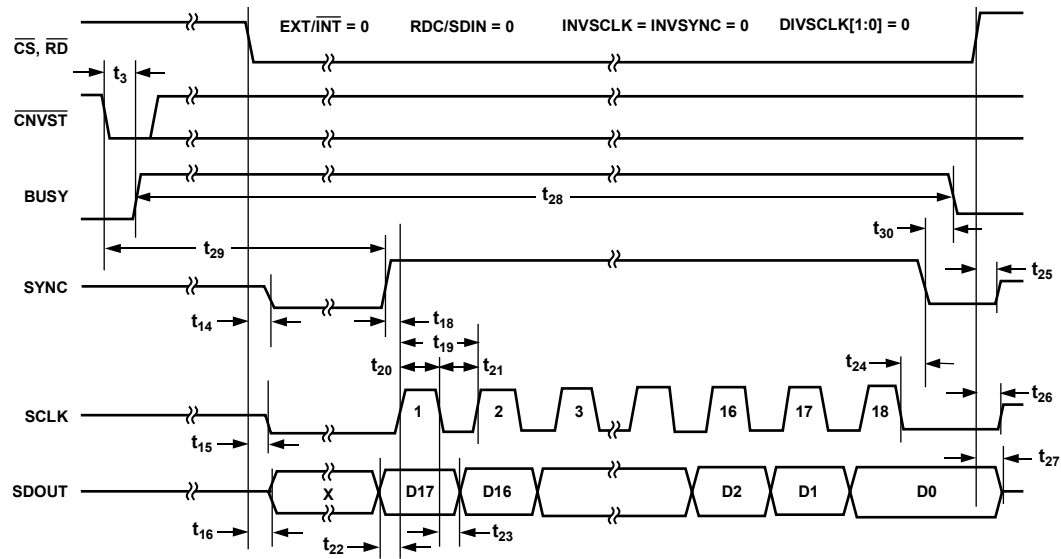 EXT/INT = 0 RDC/SDIN = 0 INVSCLK = INVSYNC = 0 DIVSCLK[1:0] = 0
CS, RD
t3
CNVST
BUSY
t28
t29
t30
SYNC
t25
t14
t18
t19
t20
t21
t24
t26
SCLK
1 2 3 16 17 18
t15
t27
SDOUT
X D17 D16 D2 D1 D0
t16
t22
t23